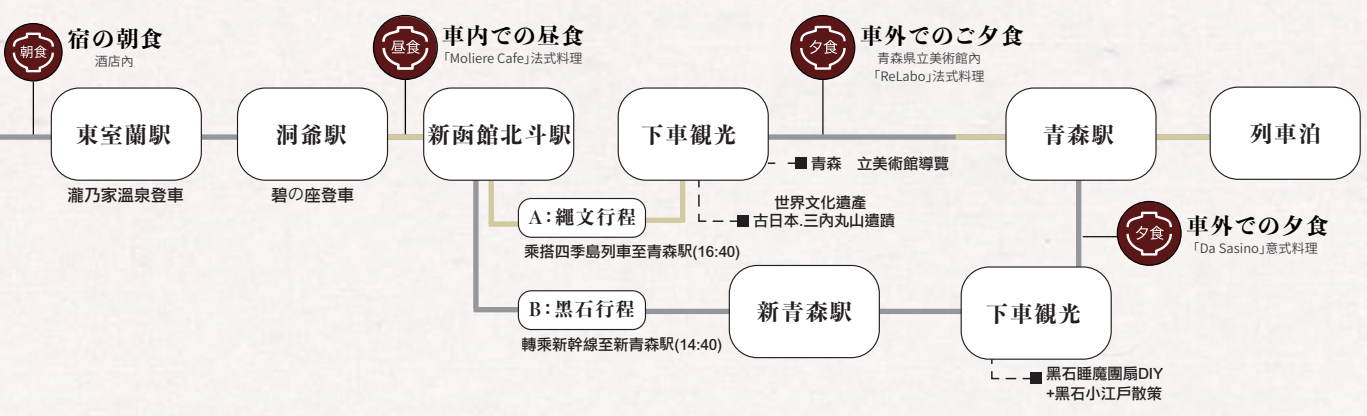 朝食
宿の朝食
酒店內
昼食
車内での昼食
「Moliere Cafe」法式料理
夕食
車外でのご夕食
青森県立美術館內
「ReLabo」法式料理
東室蘭駅
洞爺駅
新函館北斗駅
下車観光
青森駅
列車泊
瀧乃家溫泉登車
碧の座登車
青森　立美術館導覽
A:繩文行程
世界文化遺產
古日本.三內丸山遺蹟
乘搭四季島列車至青森駅(16:40)
夕食
車外での夕食
「Da Sasino」意式料理
B:黑石行程
新青森駅
下車観光
轉乘新幹線至新青森駅(14:40)
黑石睡魔團扇DIY
+黑石小江戶散策